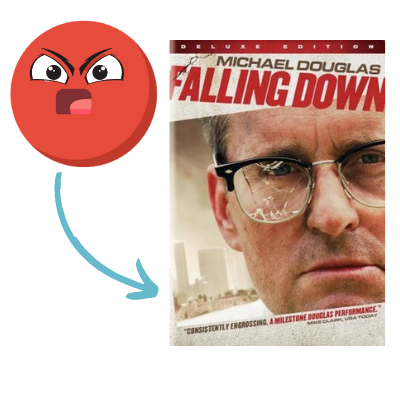 DELUXE EDITION
MICHAEL DOUGLAS
FALLING DOWN
"CONSISTENTLY ENGROSSING, A MILESTONE DOUGLAS PERFORMANCE."
MIKE CLARK, USA TODAY